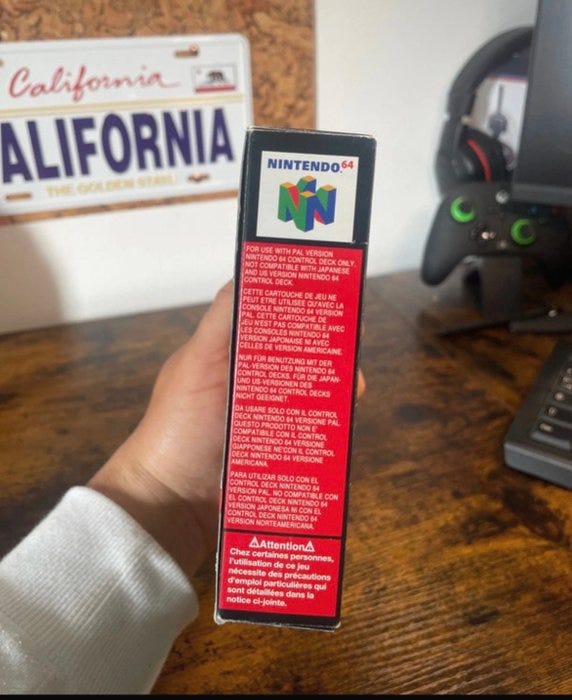 California
ALIFORNIA
THE GOLDEN STATE
NINTENDO 64
FOR USE WITH PAL VERSION
NINTENDO 64 CONTROL DECK ONLY.
NOT COMPATIBLE WITH JAPANESE
AND US VERSION NINTENDO 64
CONTROL DECK.
CETTE CARTOUCHE DE JEU NE
PEUT ETRE UTILISEE QU'AVEC LA
CONSOLE NINTENDO 64 VERSION
PAL. CETTE CARTOUCHE DE
JEU N'EST PAS COMPATIBLE AVEC
LES CONSOLES NINTENDO 64
VERSION JAPONAISE NI AVEC
CELLES DE VERSION AMERICAINE.
NUR FÜR BENUTZUNG MIT DER
PAL-VERSION DES NINTENDO 64
CONTROL DECKS. FÜR DIE JAPAN-
UND US-VERSIONEN DES
NINTENDO 64 CONTROL DECKS
NICHT GEEIGNET.
DA USARE SOLO CON IL CONTROL
DECK NINTENDO 64 VERSIONE PAL.
QUESTO PRODOTTO NON E'
COMPATIBILE CON IL CONTROL
DECK NINTENDO 64 VERSIONE
GIAPPONESE NE'CON IL CONTROL
DECK NINTENDO 64 VERSIONE
AMERICANA.
PARA UTILIZAR SOLO CON EL
CONTROL DECK NINTENDO 64
VERSION PAL. NO COMPATIBLE CON
EL CONTROL DECK NINTENDO 64
VERSION JAPONESA NI CON EL
CONTROL DECK NINTENDO 64
VERSION NORTEAMERICANA.
⚠Attention⚠
Chez certaines personnes,
l'utilisation de ce jeu
nécessite des précautions
d'emploi particulières qui
sont détaillées dans la
notice ci-jointe.